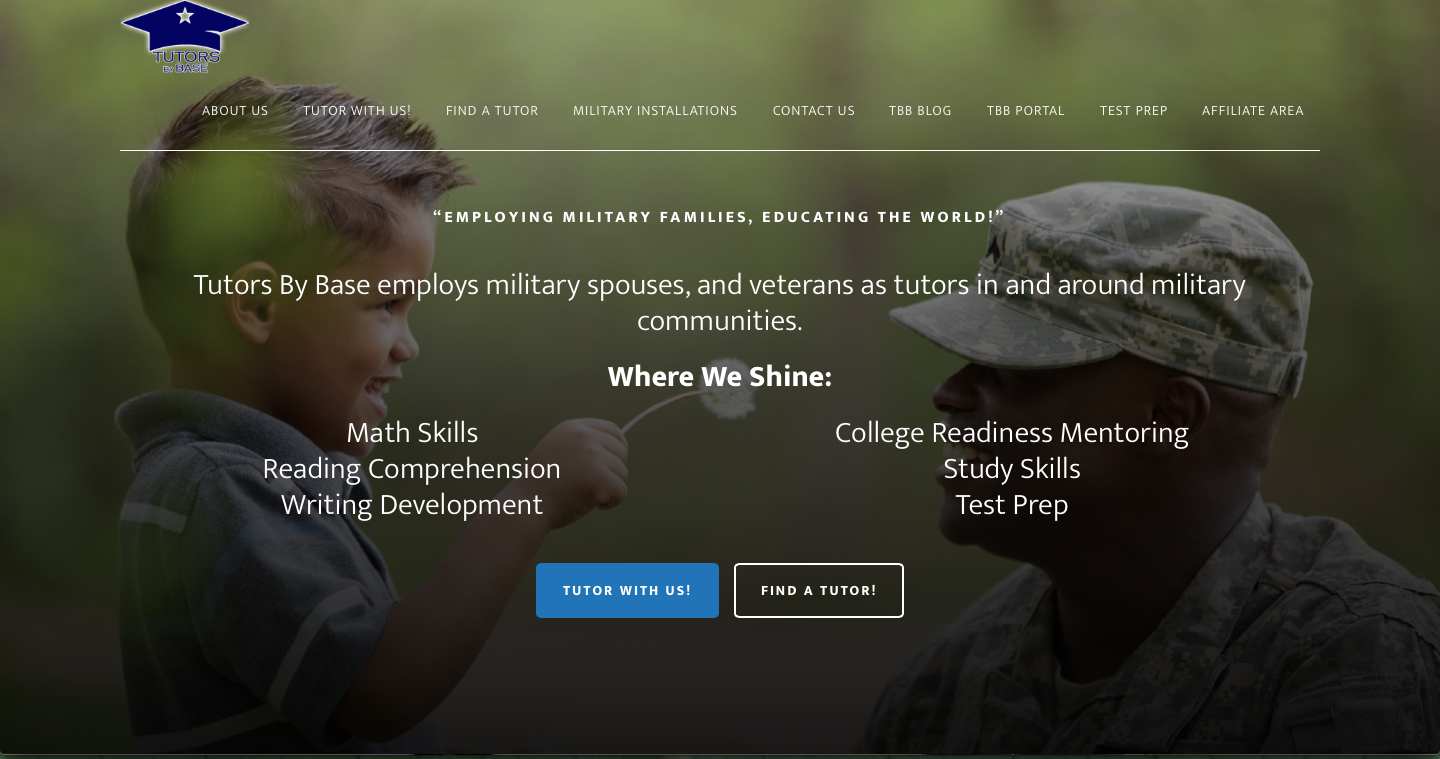 TUTORS
BY BASE
ABOUT US TUTOR WITH US! FIND A TUTOR MILITARY INSTALLATIONS CONTACT US TBB BLOG TBB PORTAL TEST PREP AFFILIATE AREA
“EMPLOYING MILITARY FAMILIES, EDUCATING THE WORLD!”
Tutors By Base employs military spouses, and veterans as tutors in and around military
communities.
Where We Shine:
Math Skills
Reading Comprehension
Writing Development
College Readiness Mentoring
Study Skills
Test Prep
TUTOR WITH US! FIND A TUTOR!